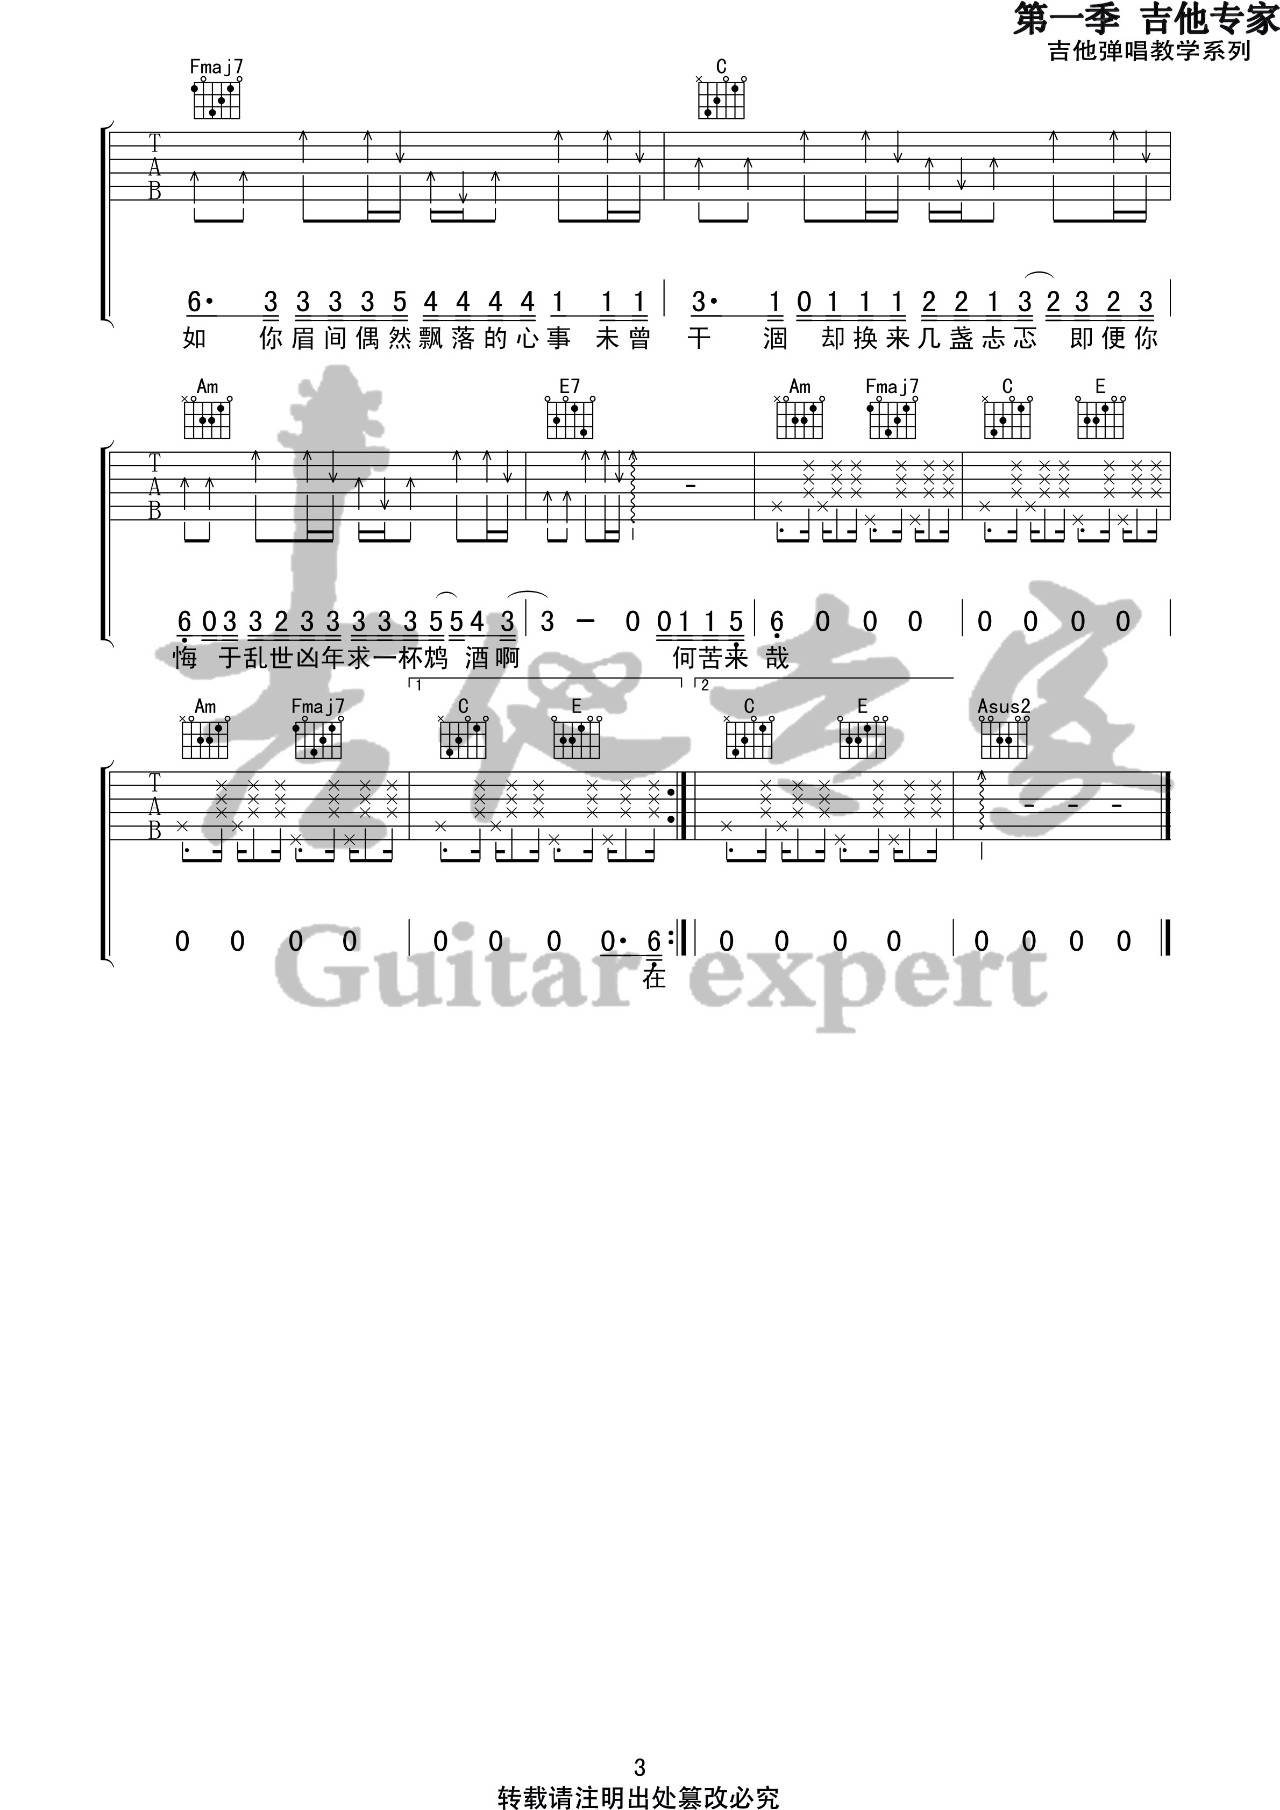 第一季 吉他专家
吉他弹唱教学系列
Fmaj7 C
T
A
B
6· 3 3 3 3 5 4 4 4 4 1 1 1 3· 1 0 1 1 1 2 2 1 3 2 3 2 3
如 你眉间偶然飘落的心事 未曾 干 涸 却换来几盏忐忑 即便你
Am E7 Am Fmaj7 C E
T
A
B
6 0 3 3 2 3 3 3 3 3 5 5 4 3 3 - 0 0 1 1 5 6 0 0 0 0 0 0 0
悔 于乱世凶年求一杯鸩 酒啊 何苦来 哉
1 2
Am Fmaj7 C E C E Asus2
T
A
B
0 0 0 0 0 0 0 0· 6 0 0 0 0 0 0 0 0
在
吉他专家
Guitar expert
3
转载请注明出处篡改必究